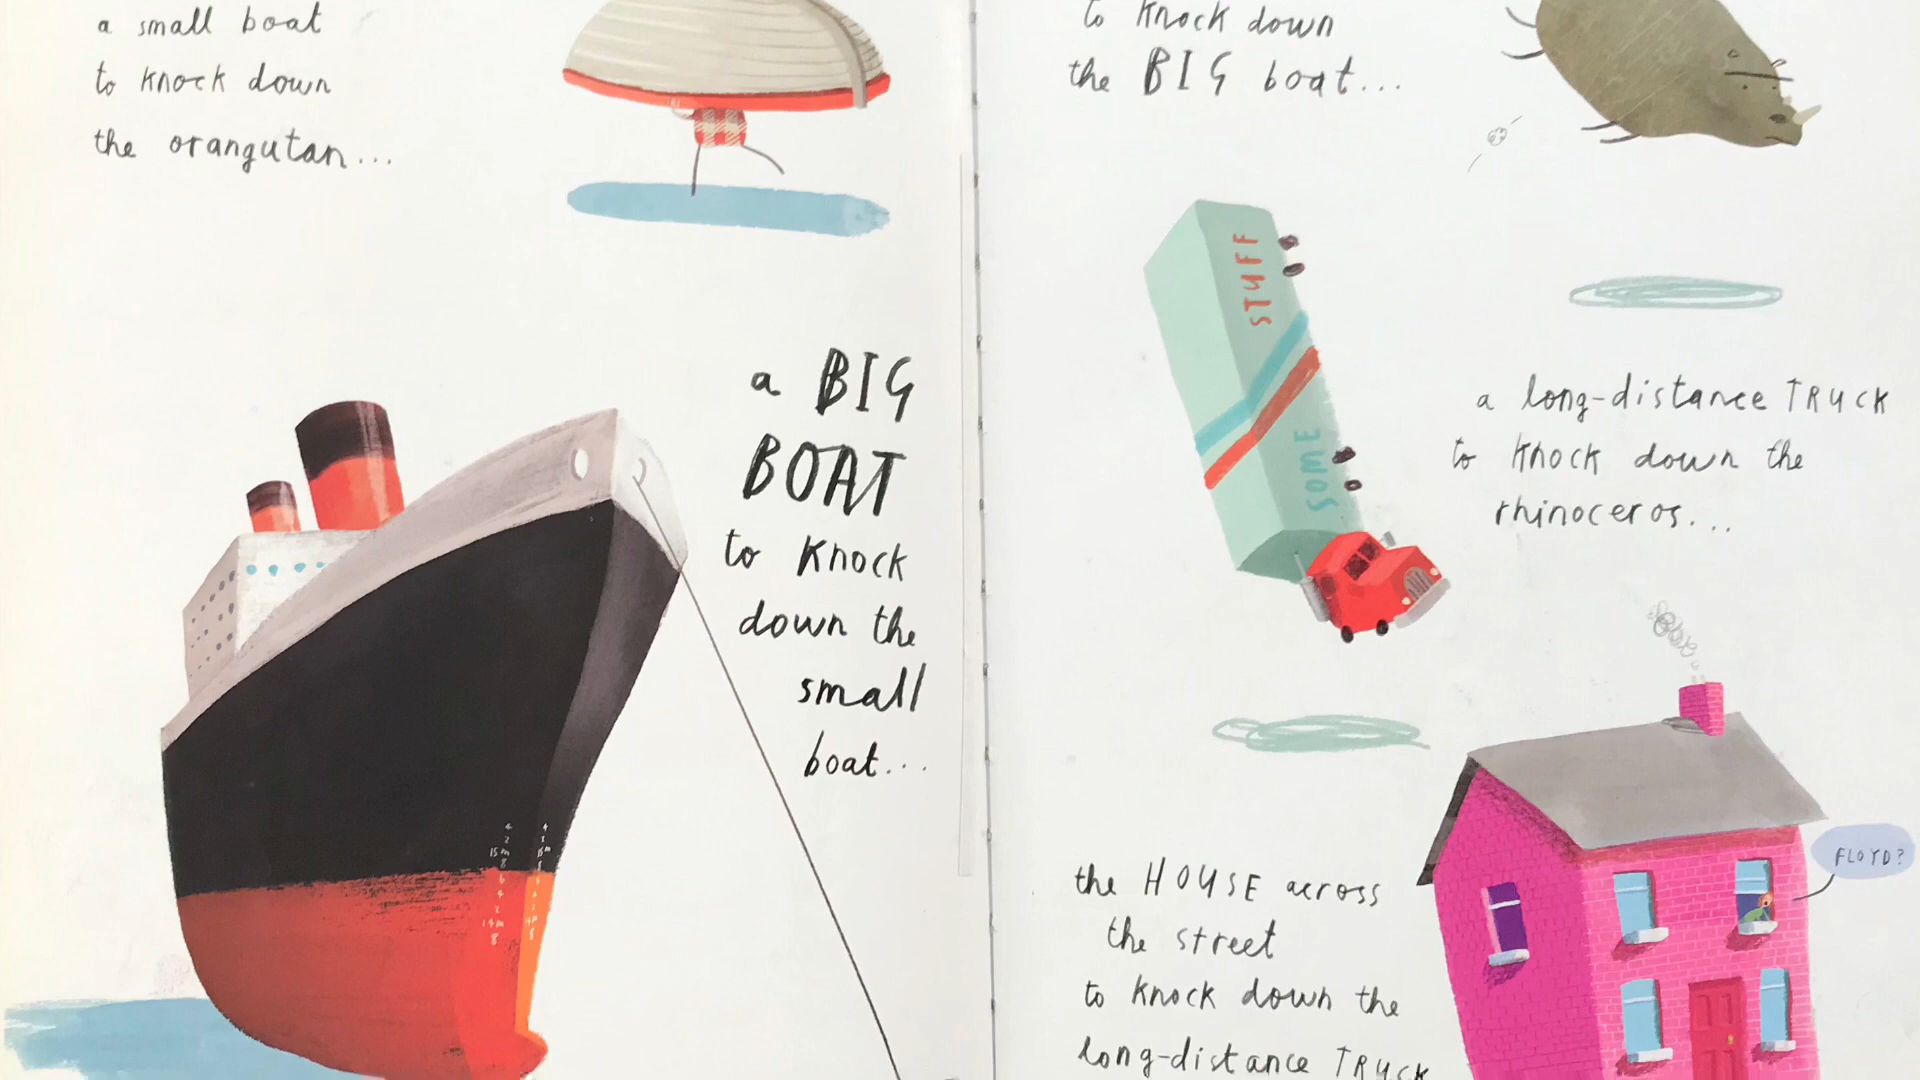 a small boat
to knock down
the orangutan...
a BIG
BOAT
to knock
down the
small
boat...
to knock down
the BIG boat...
STUFF
SOME
a long-distance TRUCK
to knock down the
rhinoceros...
FLOYD?
the HOUSE across
the street
to knock down the
long-distance TRUCK